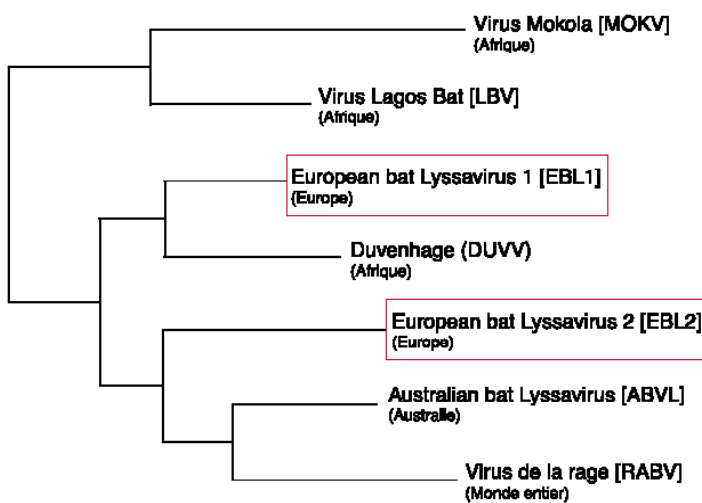 Virus Mokola [MOKV]
(Afrique)
Virus Lagos Bat [LBV]
(Afrique)
European bat Lyssavirus 1 [EBL1]
(Europe)
Duvenhage (DUVV)
(Afrique)
European bat Lyssavirus 2 [EBL2]
(Europe)
Australian bat Lyssavirus [ABVL]
(Australie)
Virus de la rage [RABV]
(Monde entier)